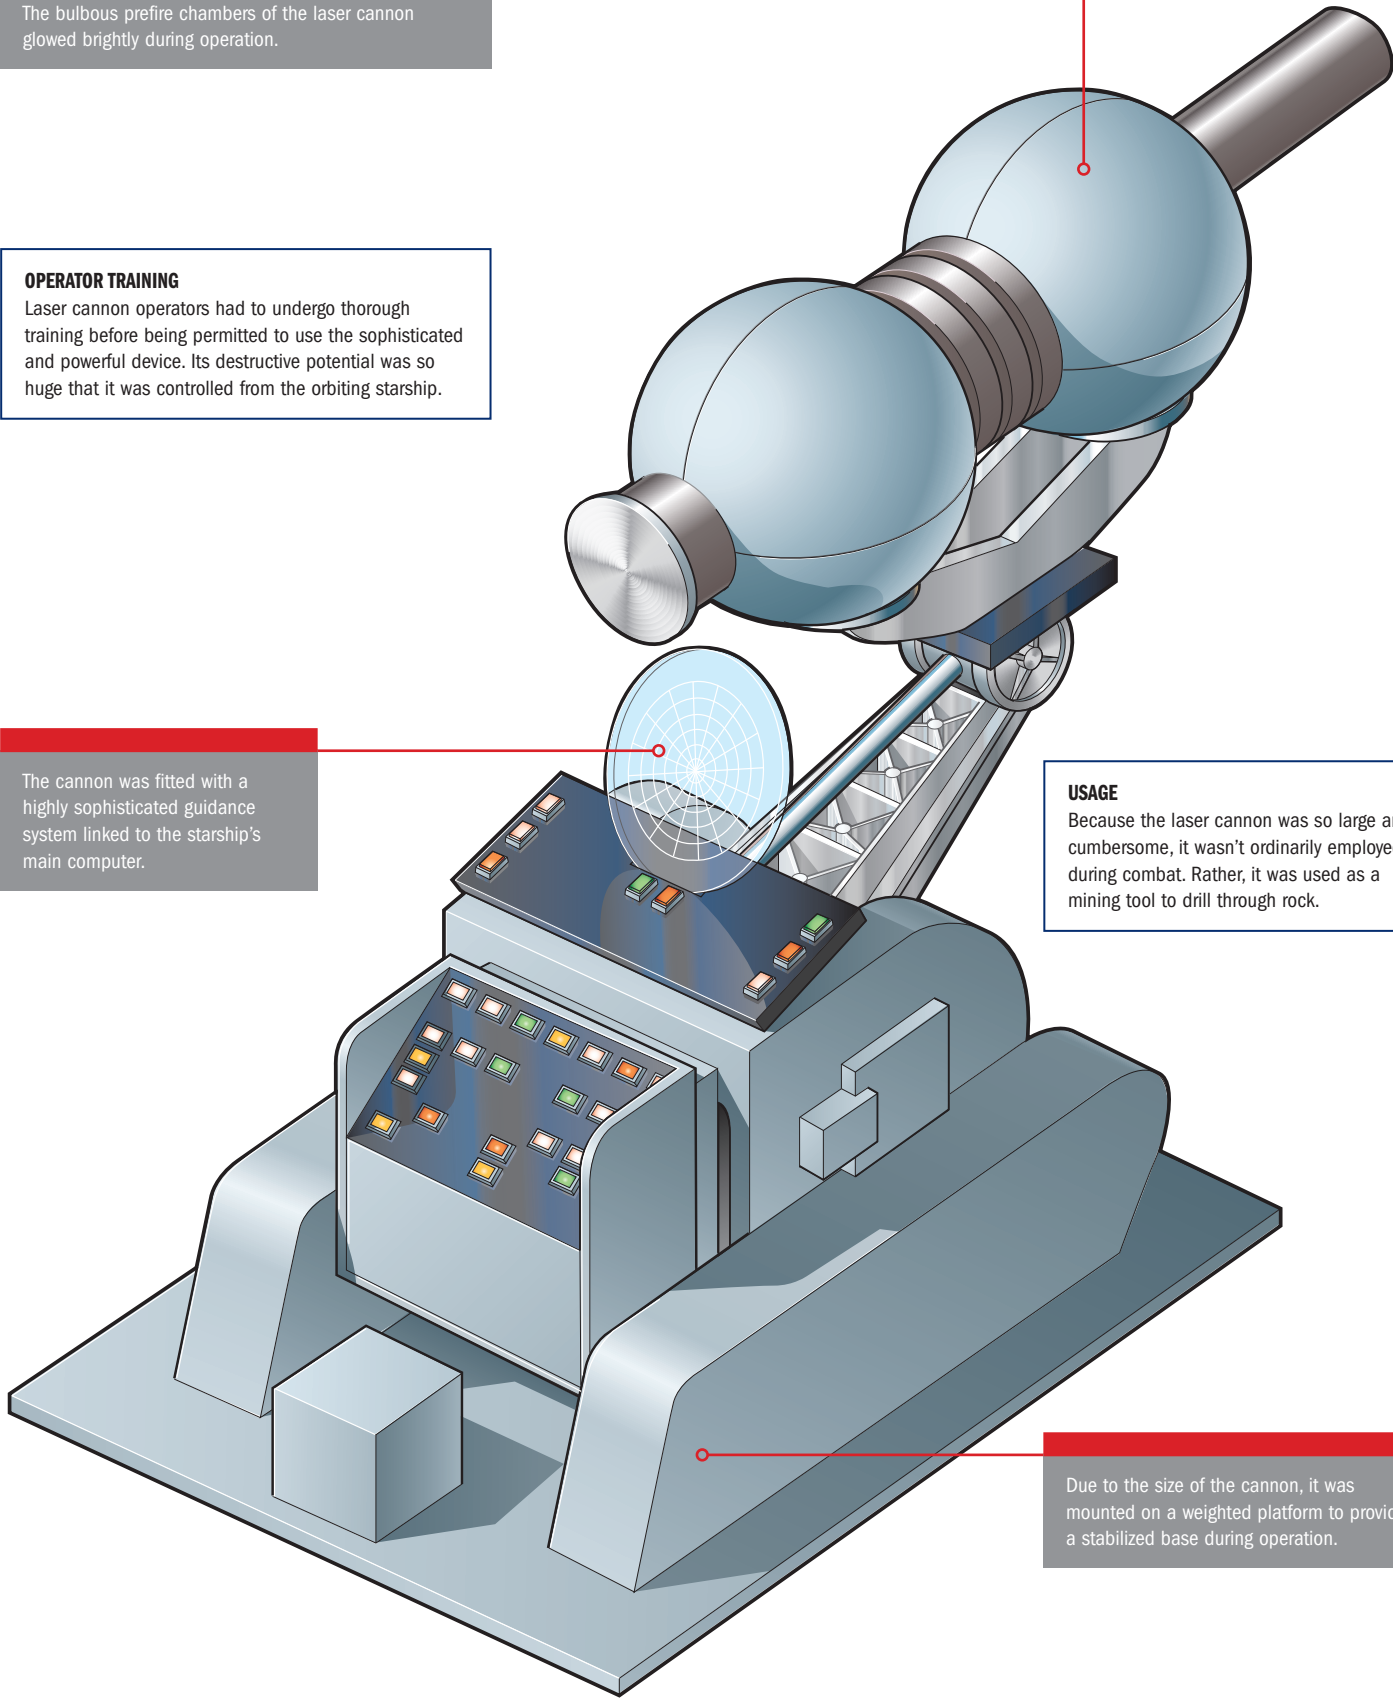 The bulbous prefire chambers of the laser cannon
glowed brightly during operation.
OPERATOR TRAINING
Laser cannon operators had to undergo thorough
training before being permitted to use the sophisticated
and powerful device. Its destructive potential was so
huge that it was controlled from the orbiting starship.
The cannon was fitted with a
highly sophisticated guidance
system linked to the starship’s
main computer.
USAGE
Because the laser cannon was so large
cumbersome, it wasn’t ordinarily
during combat. Rather, it was used as a
mining tool to drill through rock.
Due to the size of the cannon, it was
mounted on a weighted platform to
a stabilized base during operation.